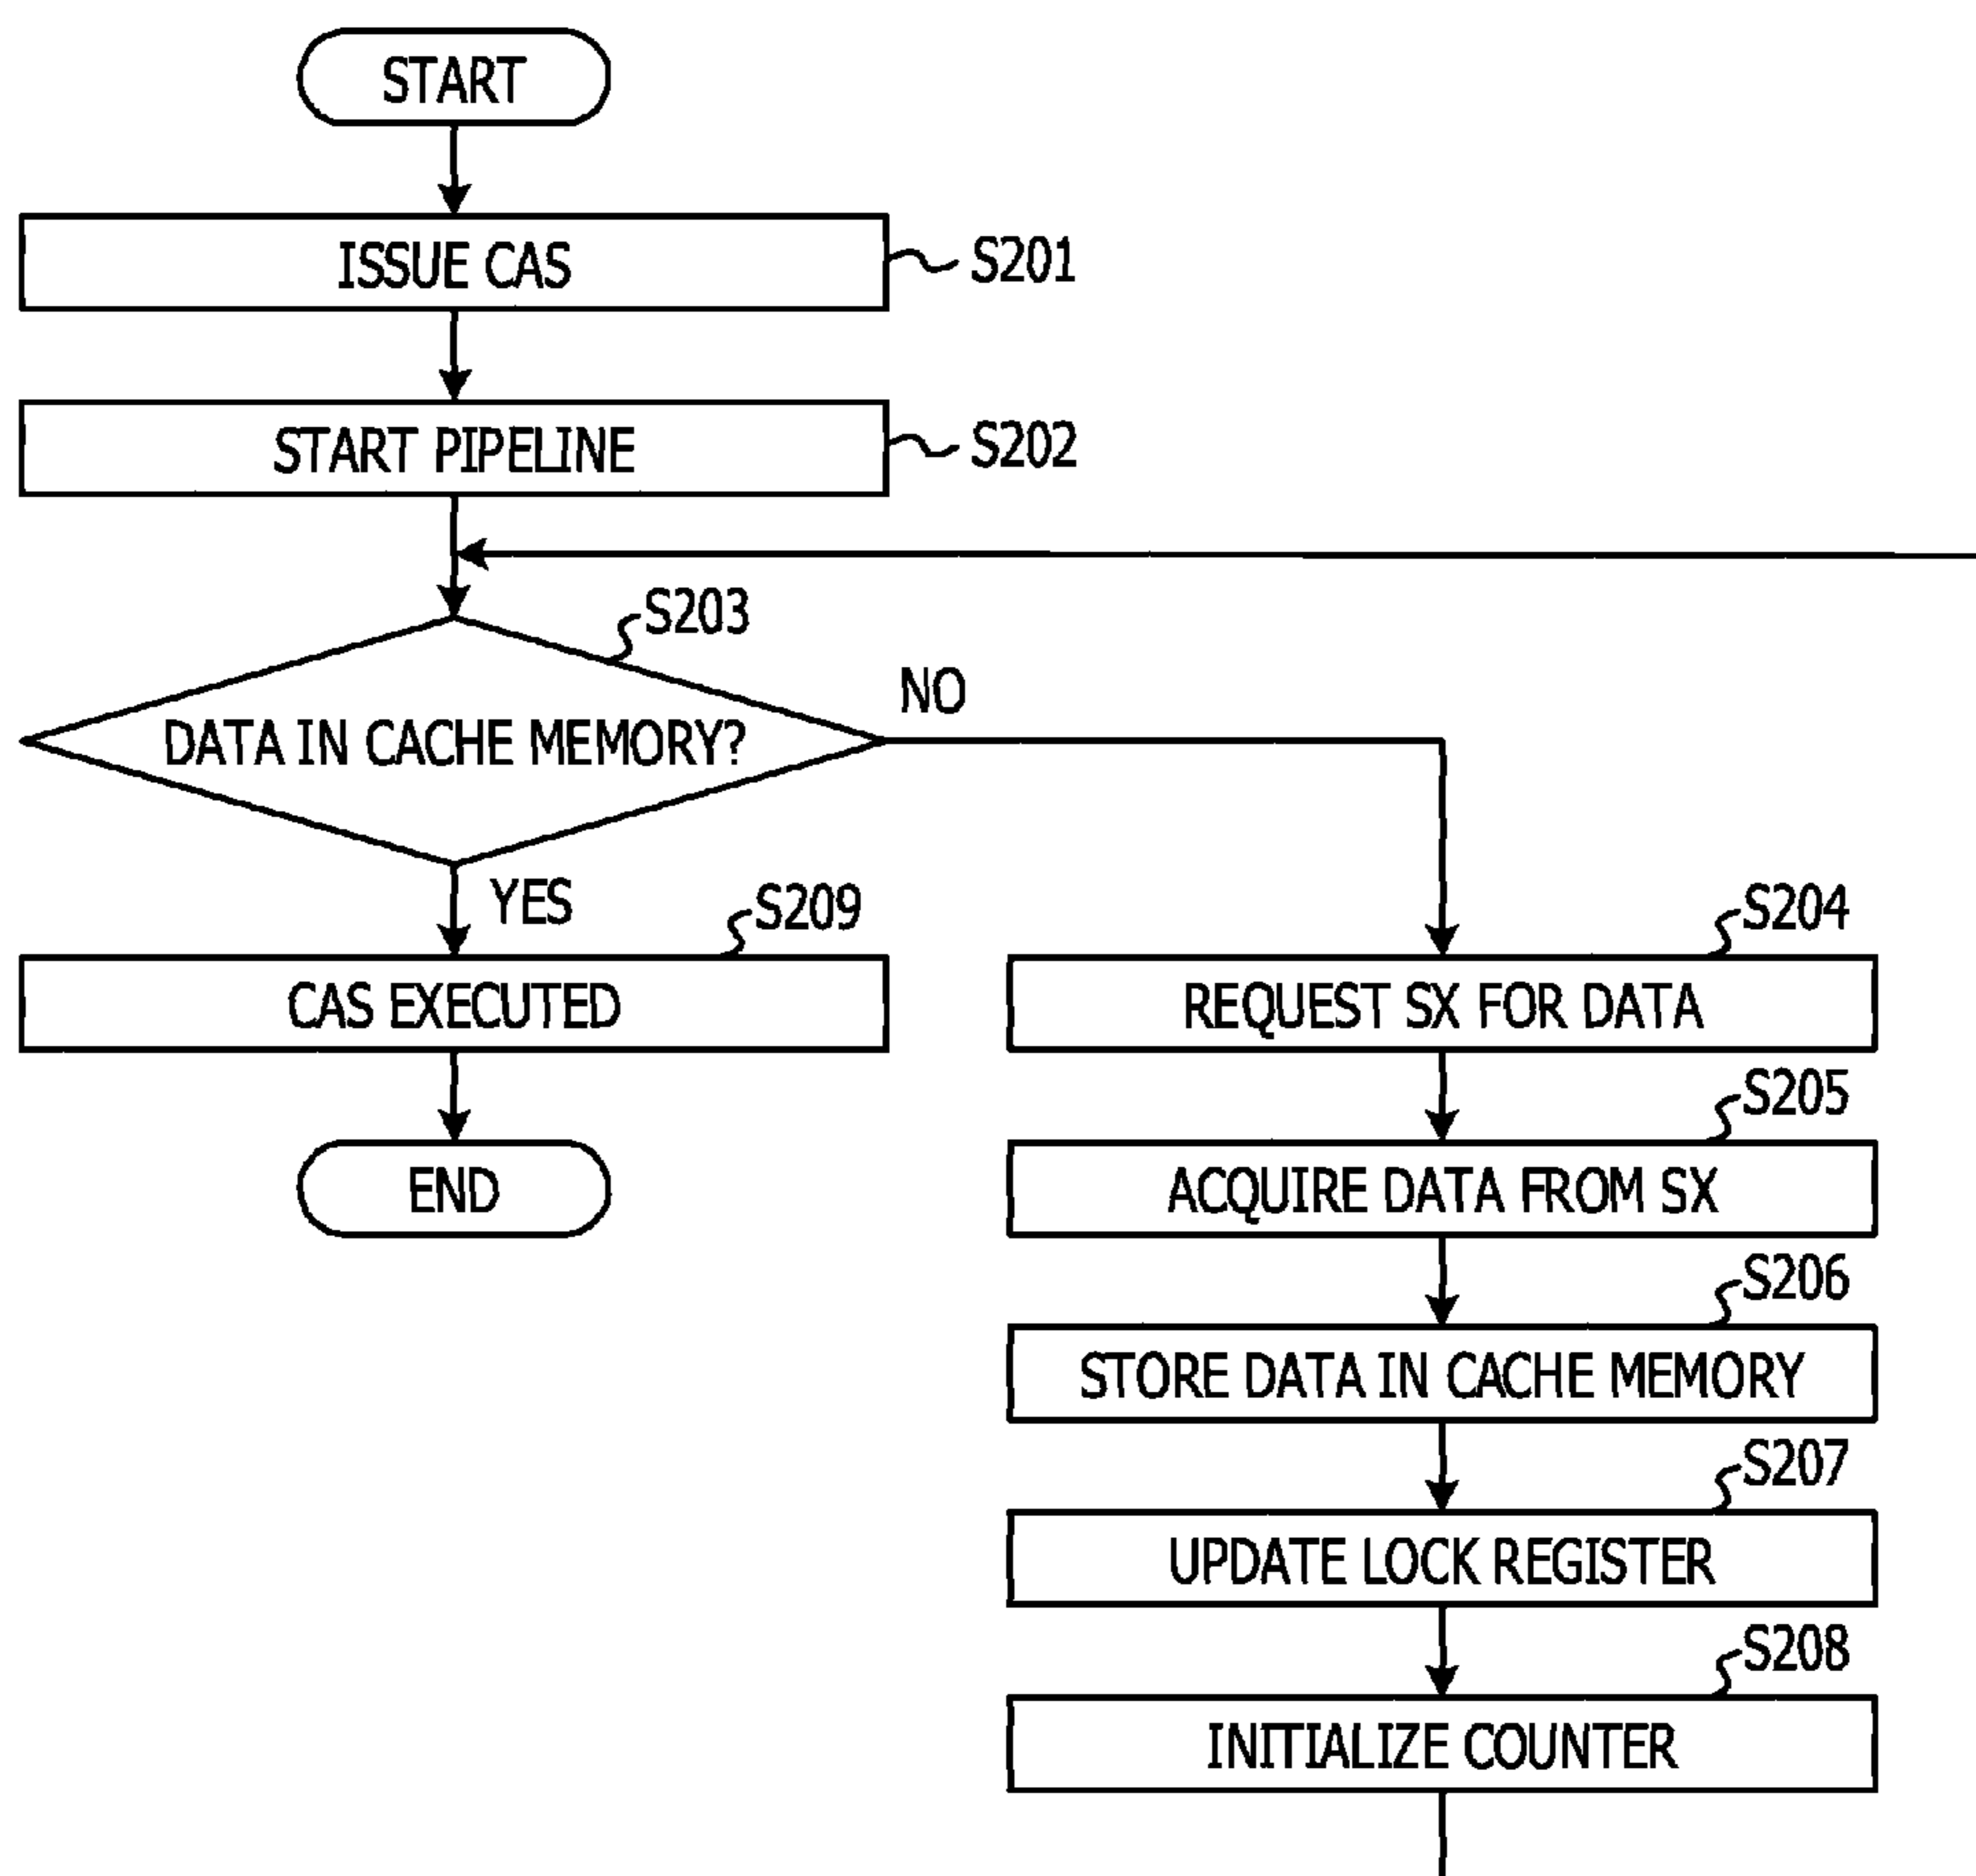 START
ISSUE CAS
S201
START PIPELINE
S202
S203
DATA IN CACHE MEMORY?
NO
YES
S209
CAS EXECUTED
END
S204
REQUEST SX FOR DATA
S205
ACQUIRE DATA FROM SX
S206
STORE DATA IN CACHE MEMORY
S207
UPDATE LOCK REGISTER
S208
INITIALIZE COUNTER